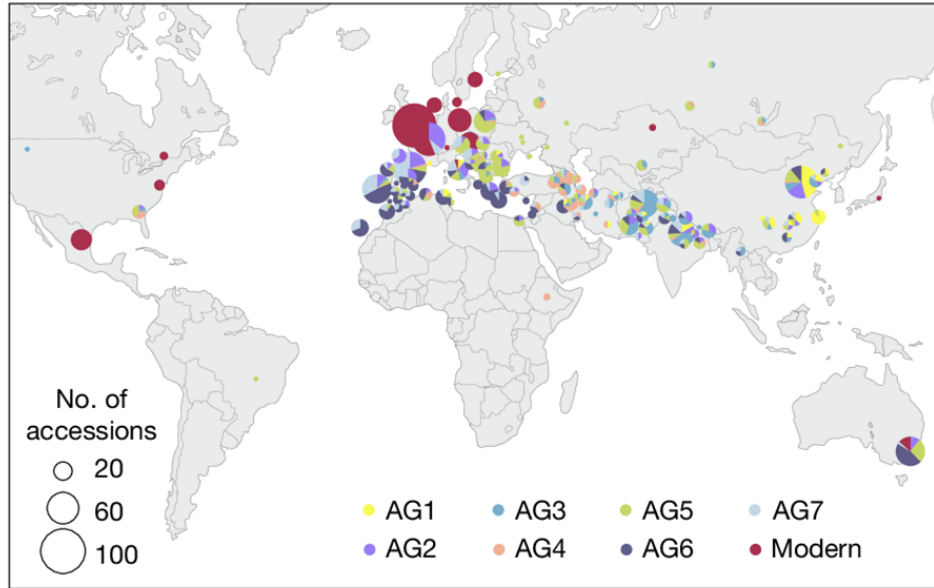 No. of
accessions
20
60
100
AG1 AG3 AG5 AG7
AG2 AG4 AG6 Modern